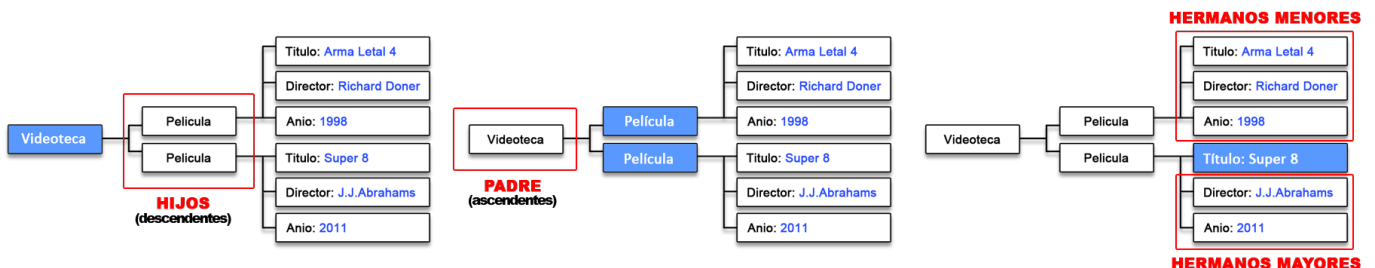 Videoteca
Pelicula
Pelicula
HIJOS
(descendentes)
Titulo: Arma Letal 4
Director: Richard Doner
Anio: 1998
Titulo: Super 8
Director: J.J.Abrahams
Anio: 2011
Videoteca
PADRE
(ascendentes)
Película
Película
Titulo: Arma Letal 4
Director: Richard Doner
Anio: 1998
Titulo: Super 8
Director: J.J.Abrahams
Anio: 2011
HERMANOS MENORES
Videoteca
Pelicula
Pelicula
Titulo: Arma Letal 4
Director: Richard Doner
Anio: 1998
Título: Super 8
Director: J.J.Abrahams
Anio: 2011
HERMANOS MAYORES